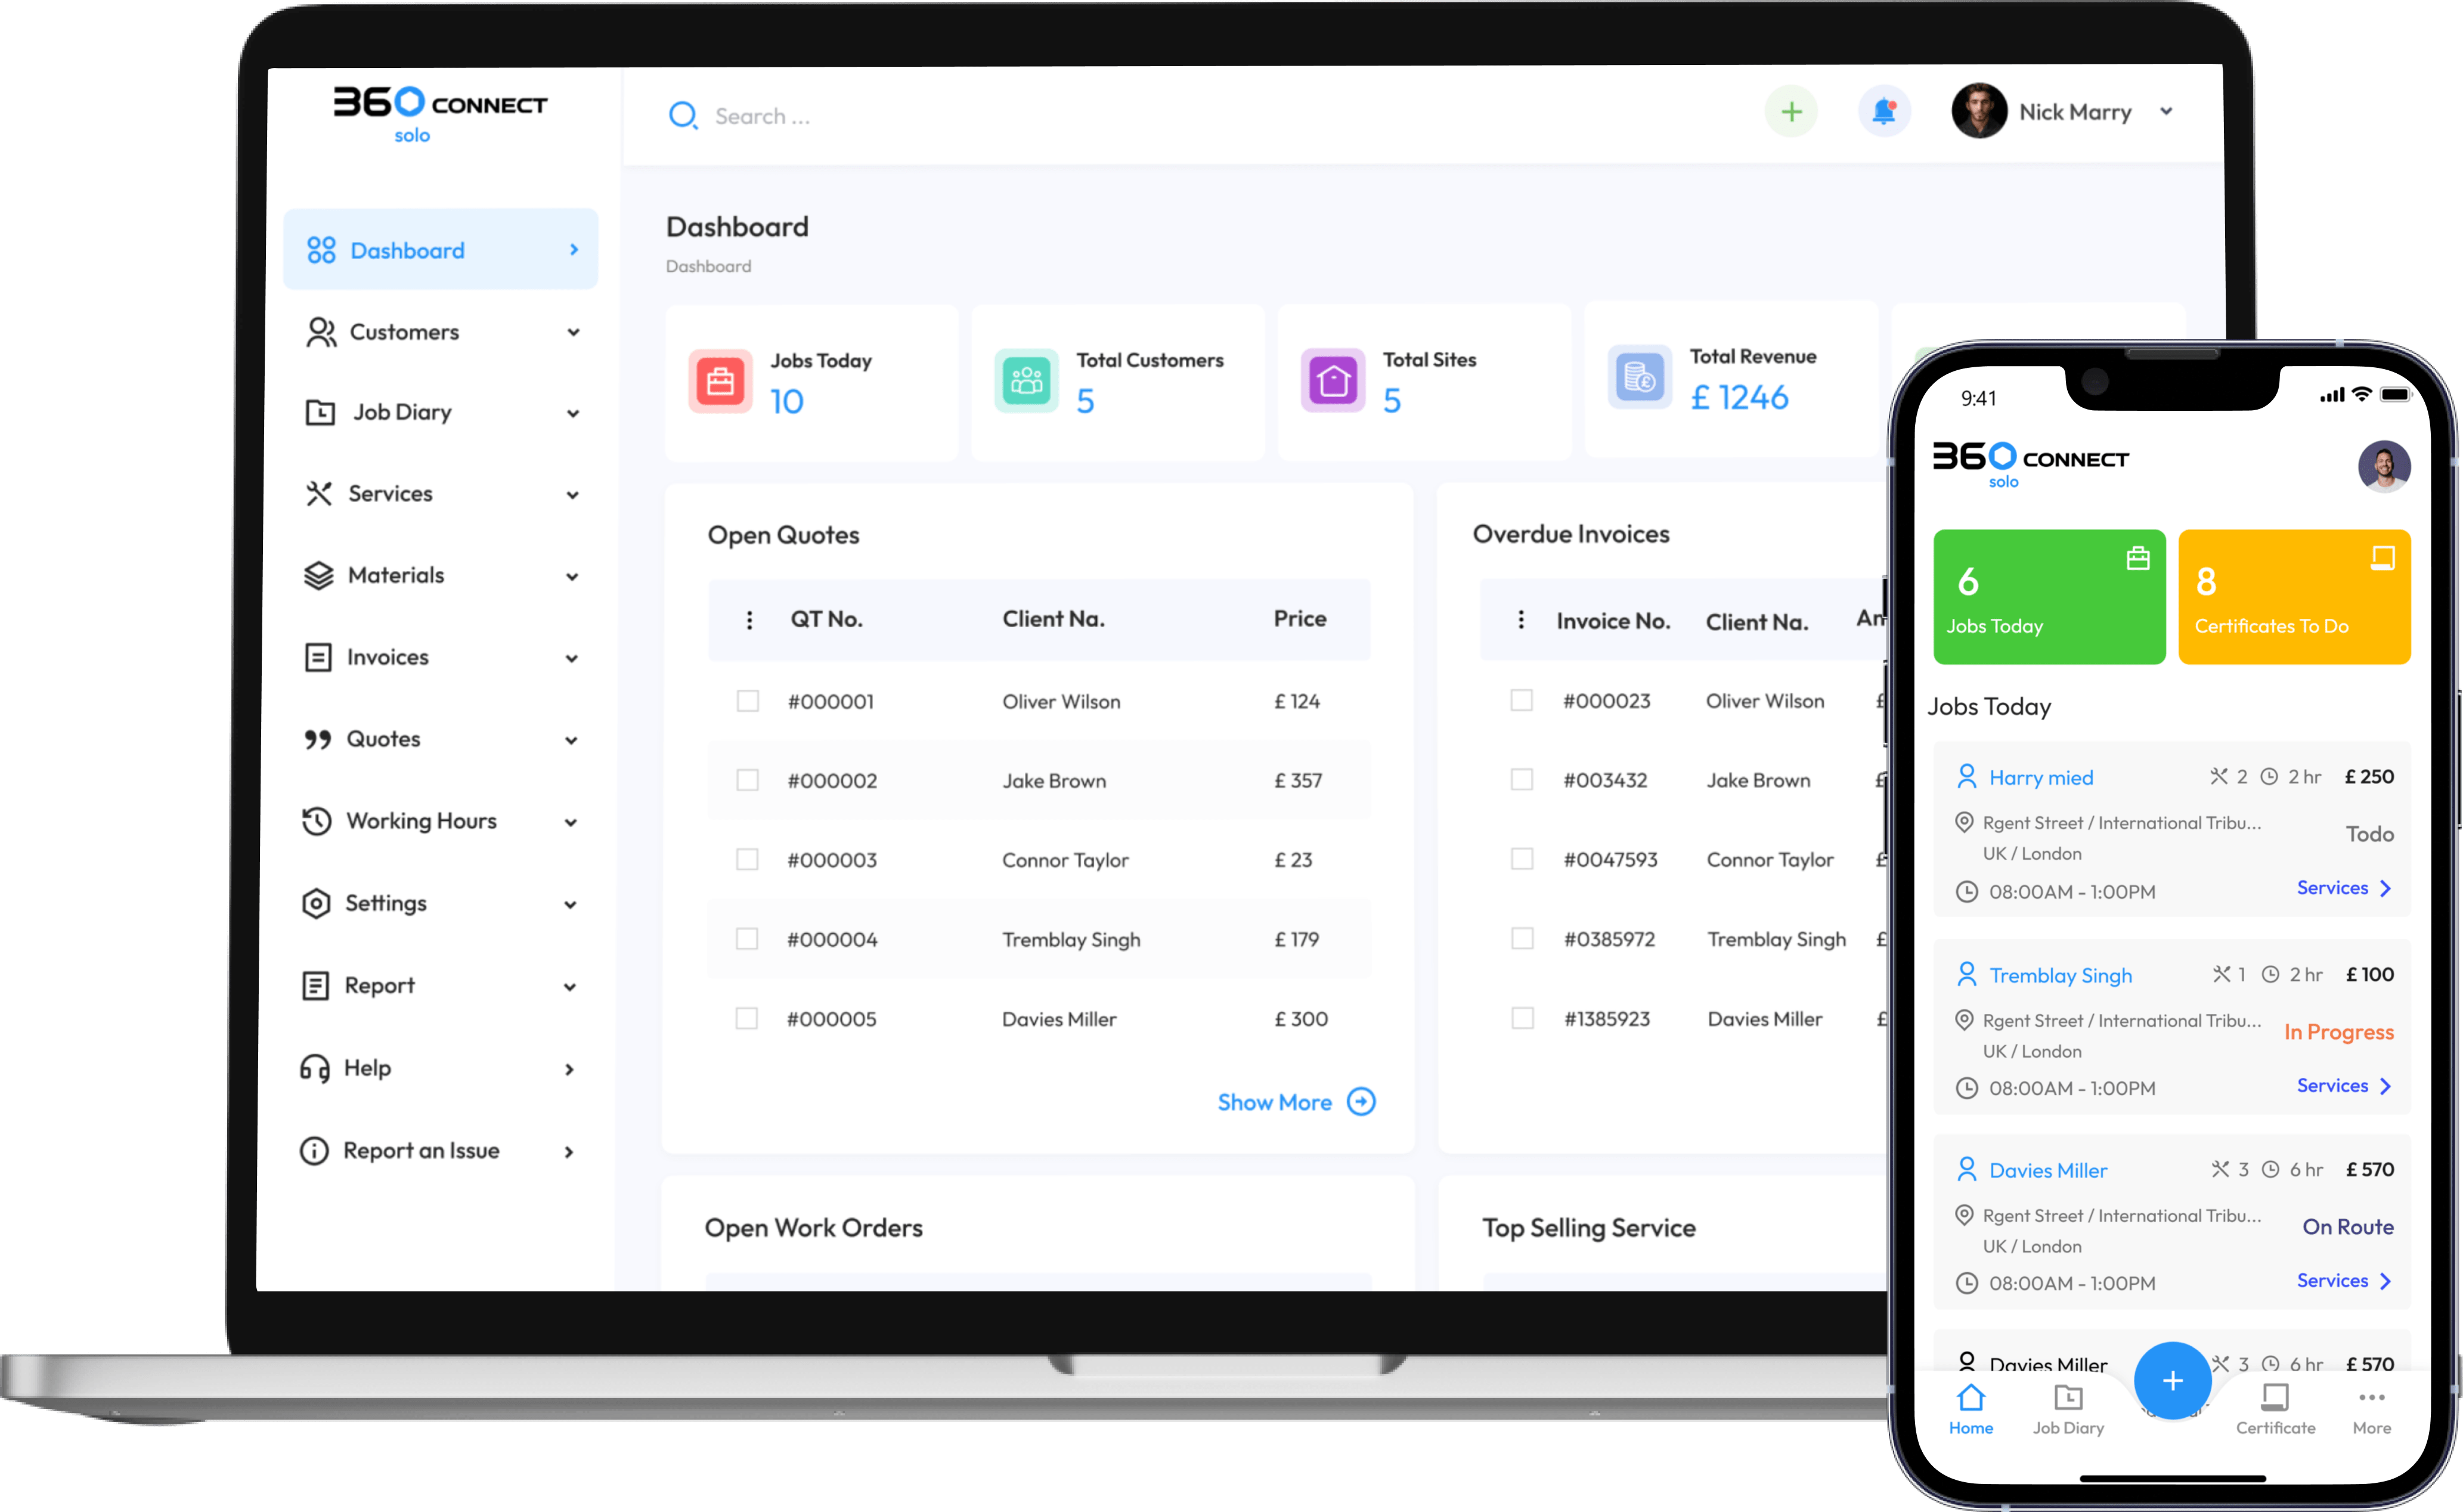 360 CONNECT
solo
Search ...
Nick Marry
Dashboard
Customers
Job Diary
Services
Materials
Invoices
Quotes
Working Hours
Settings
Report
Help
Report an Issue
Dashboard
Dashboard
Jobs Today
10
Total Customers
5
Total Sites
5
Total Revenue
£ 1246
Open Quotes
QT No. Client Na. Price
#000001 Oliver Wilson £ 124
#000002 Jake Brown £ 357
#000003 Connor Taylor £ 23
#000004 Tremblay Singh £ 179
#000005 Davies Miller £ 300
Show More
Overdue Invoices
Invoice No. Client Na.
#000023 Oliver Wilson £
#003432 Jake Brown £
#0047593 Connor Taylor £
#0385972 Tremblay Singh £
#1385923 Davies Miller £
Open Work Orders
Top Selling Service
9:41
360 CONNECT
solo
6
Jobs Today
8
Certificates To Do
Jobs Today
Harry mied 2 2 hr £ 250
Rgent Street / International Tribu...
UK / London
Todo
08:00AM - 1:00PM
Services
Tremblay Singh 1 2 hr £ 100
Rgent Street / International Tribu...
UK / London
In Progress
08:00AM - 1:00PM
Services
Davies Miller 3 6 hr £ 570
Rgent Street / International Tribu...
UK / London
On Route
08:00AM - 1:00PM
Services
Davies Miller 3 6 hr £ 570
Home
Job Diary
Certificate
More